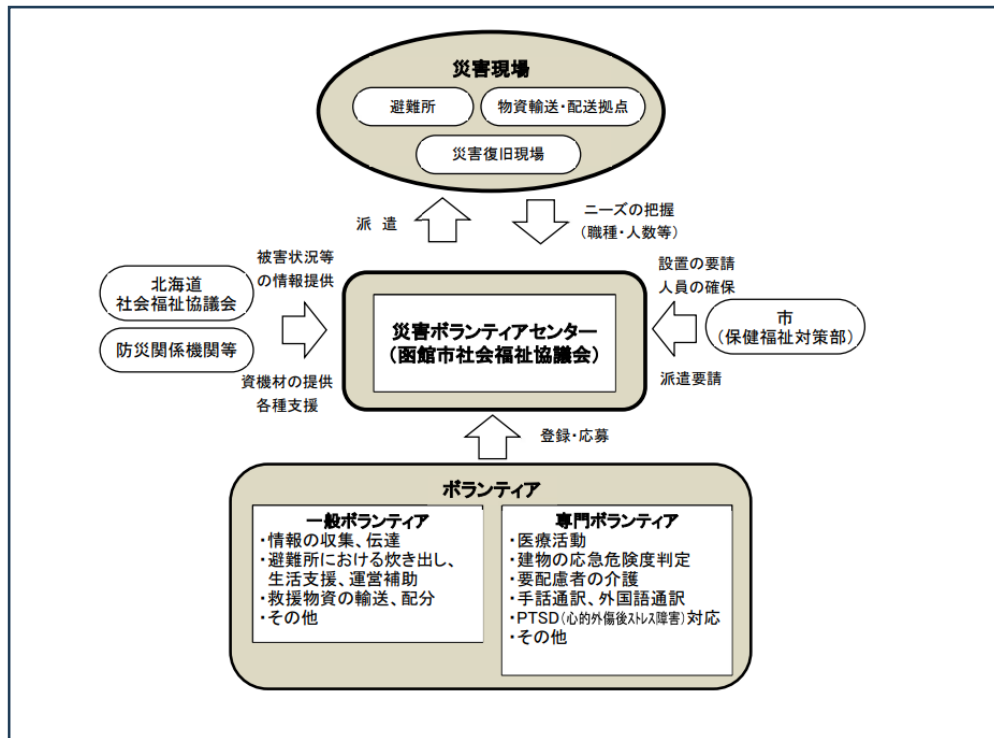 災害現場
避難所
物資輸送・配送拠点
災害復旧現場
派 遣
ニーズの把握
(職種・人数等)
被害状況等
の情報提供
設置の要請
人員の確保
北海道
社会福祉協議会
防災関係機関等
災害ボランティアセンター
(函館市社会福祉協議会)
市
(保健福祉対策部)
資機材の提供
各種支援
派遣要請
登録・応募
ボランティア
一般ボランティア
・情報の収集、伝達
・避難所における炊き出し、
生活支援、運営補助
・救援物資の輸送、配分
・その他
専門ボランティア
・医療活動
・建物の応急危険度判定
・要配慮者の介護
・手話通訳、外国語通訳
・PTSD(心的外傷後ストレス障害)対応
・その他